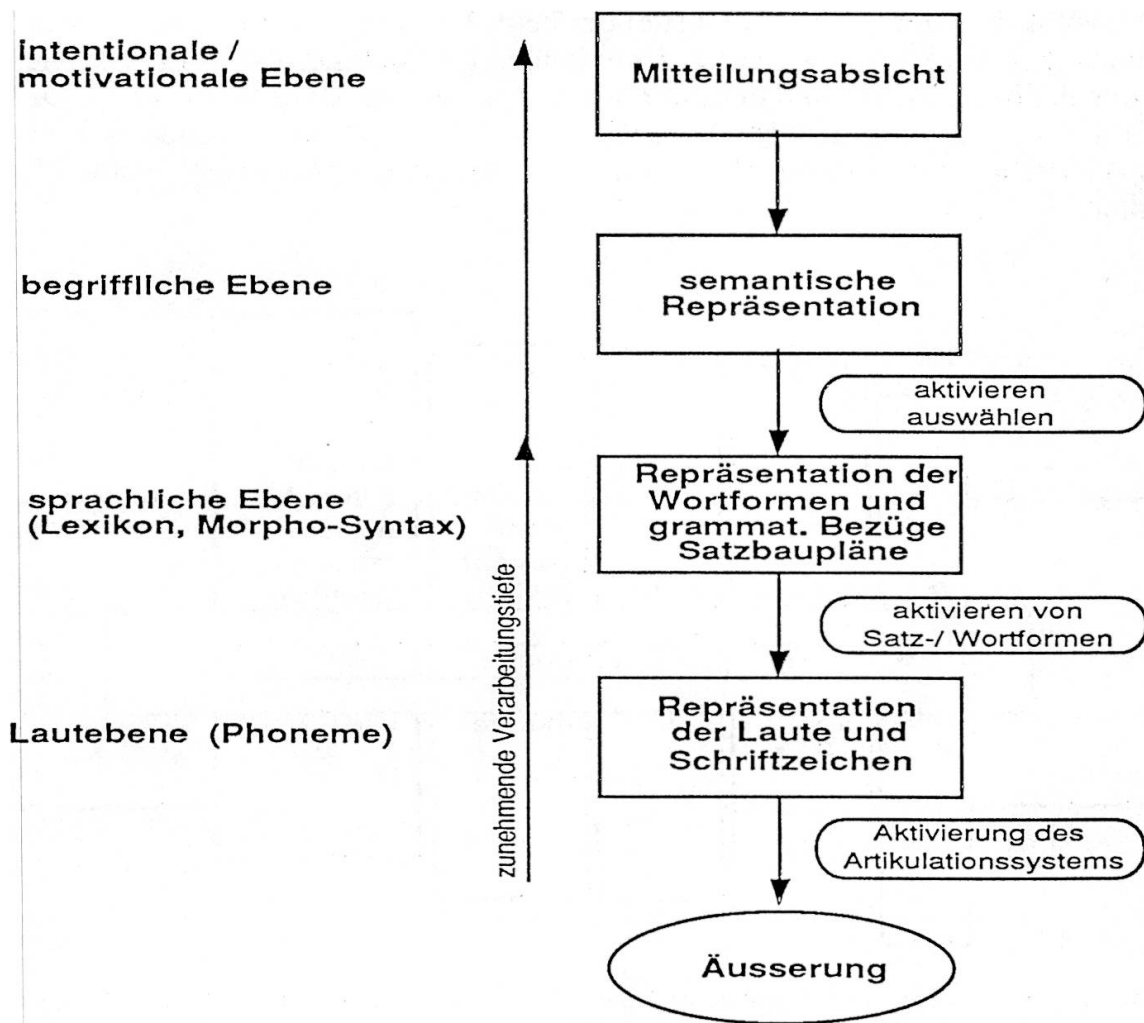 intentionale /
motivationale Ebene
Mitteilungsabsicht
begriffliche Ebene
semantische
Repräsentation
aktivieren
auswählen
sprachliche Ebene
(Lexikon, Morpho-Syntax)
Repräsentation der
Wortformen und
grammat. Bezüge
Satzbaupläne
zunehmende Verarbeitungstiefe
aktivieren von
Satz-/ Wortformen
Lautebene (Phoneme)
Repräsentation
der Laute und
Schriftzeichen
Aktivierung des
Artikulationssystems
Äusserung